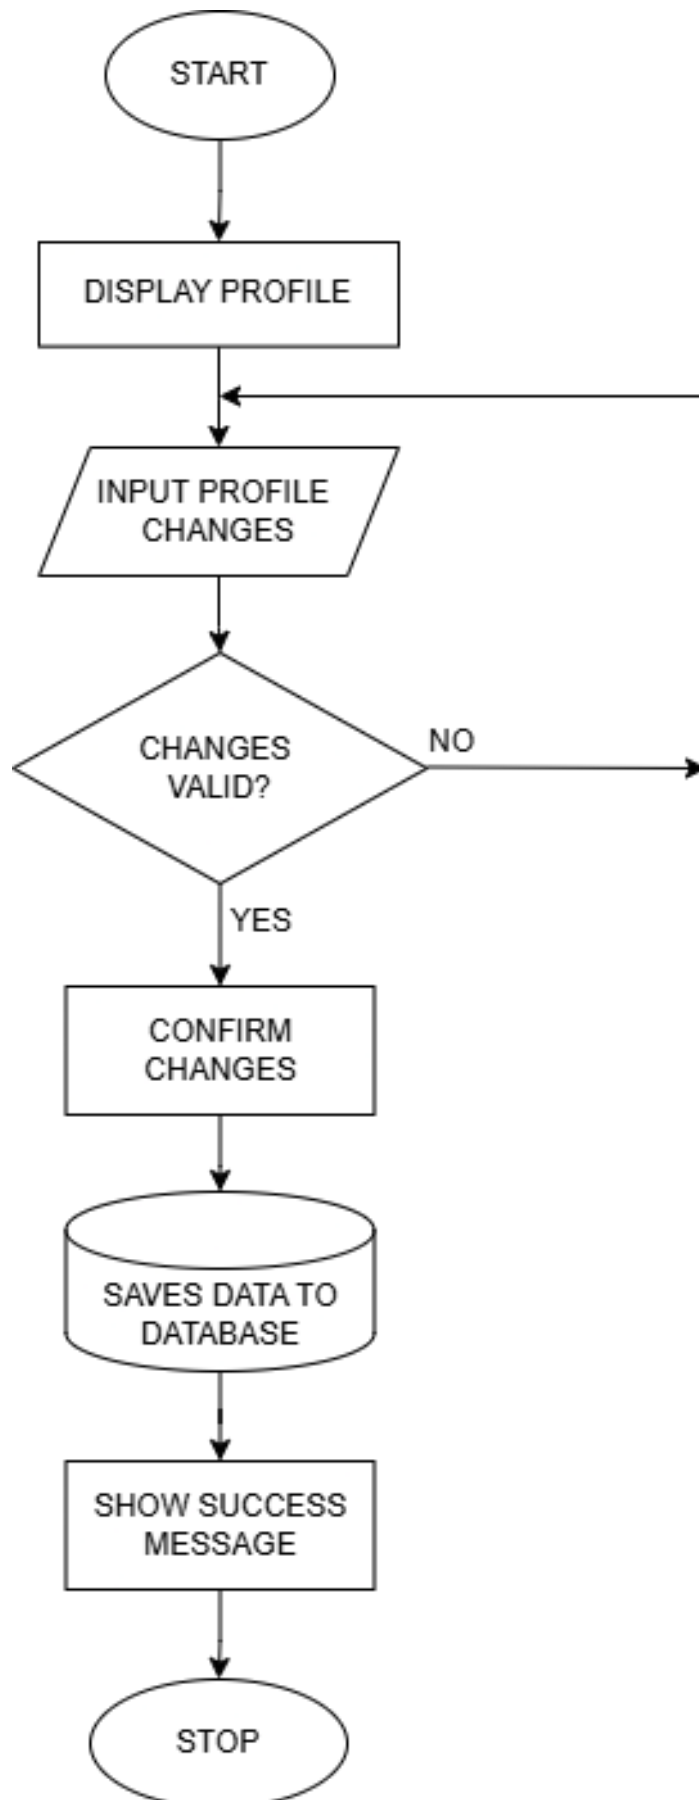 START
DISPLAY PROFILE
INPUT PROFILE
CHANGES
CHANGES
VALID?
NO
YES
CONFIRM
CHANGES
SAVES DATA TO
DATABASE
SHOW SUCCESS
MESSAGE
STOP